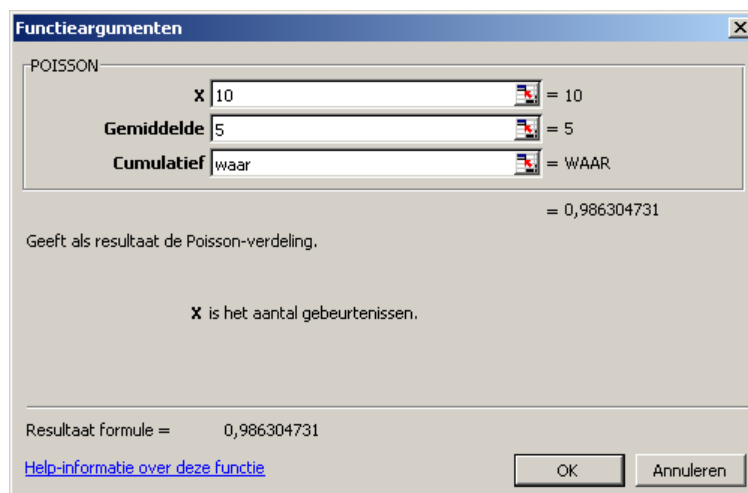 Functieargumenten
POISSON
X 10 = 10
Gemiddelde 5 = 5
Cumulatief waar = WAAR
= 0,986304731
Geeft als resultaat de Poisson-verdeling.
X is het aantal gebeurtenissen.
Resultaat formule = 0,986304731
Help-informatie over deze functie OK Annuleren